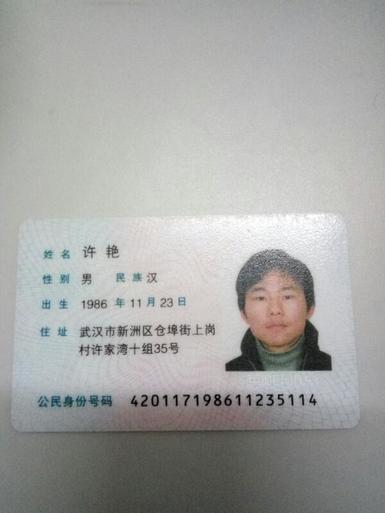 姓名 许艳
性别 男 民族 汉
出生 1986 年 11 月 23 日
住址 武汉市新洲区仓埠街上岗
村许家湾十组35号
公民身份号码 420117198611235114